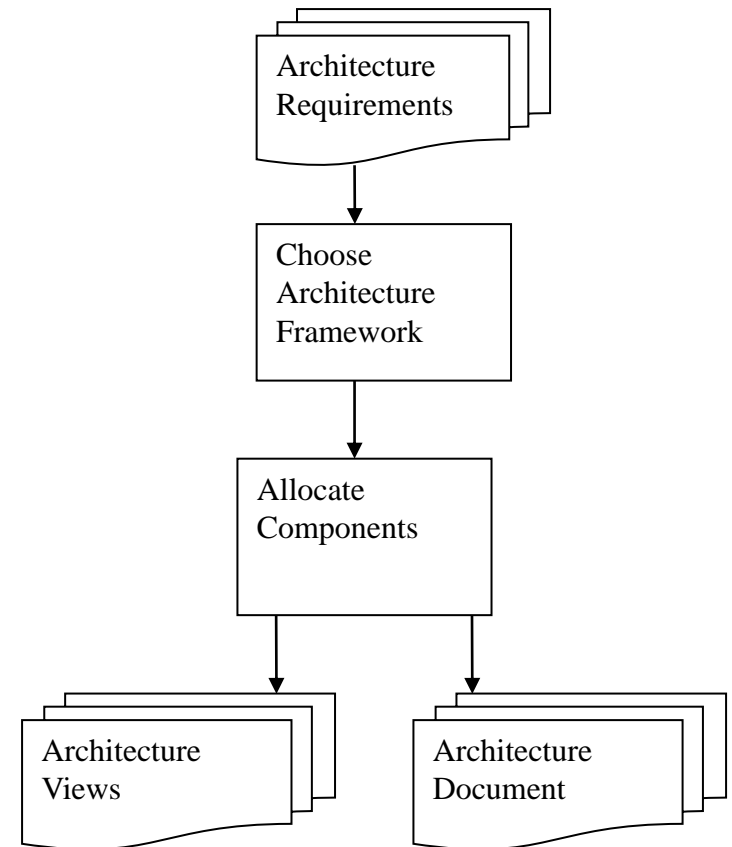 Architecture
Requirements
Choose
Architecture
Framework
Allocate
Components
Architecture
Views
Architecture
Document